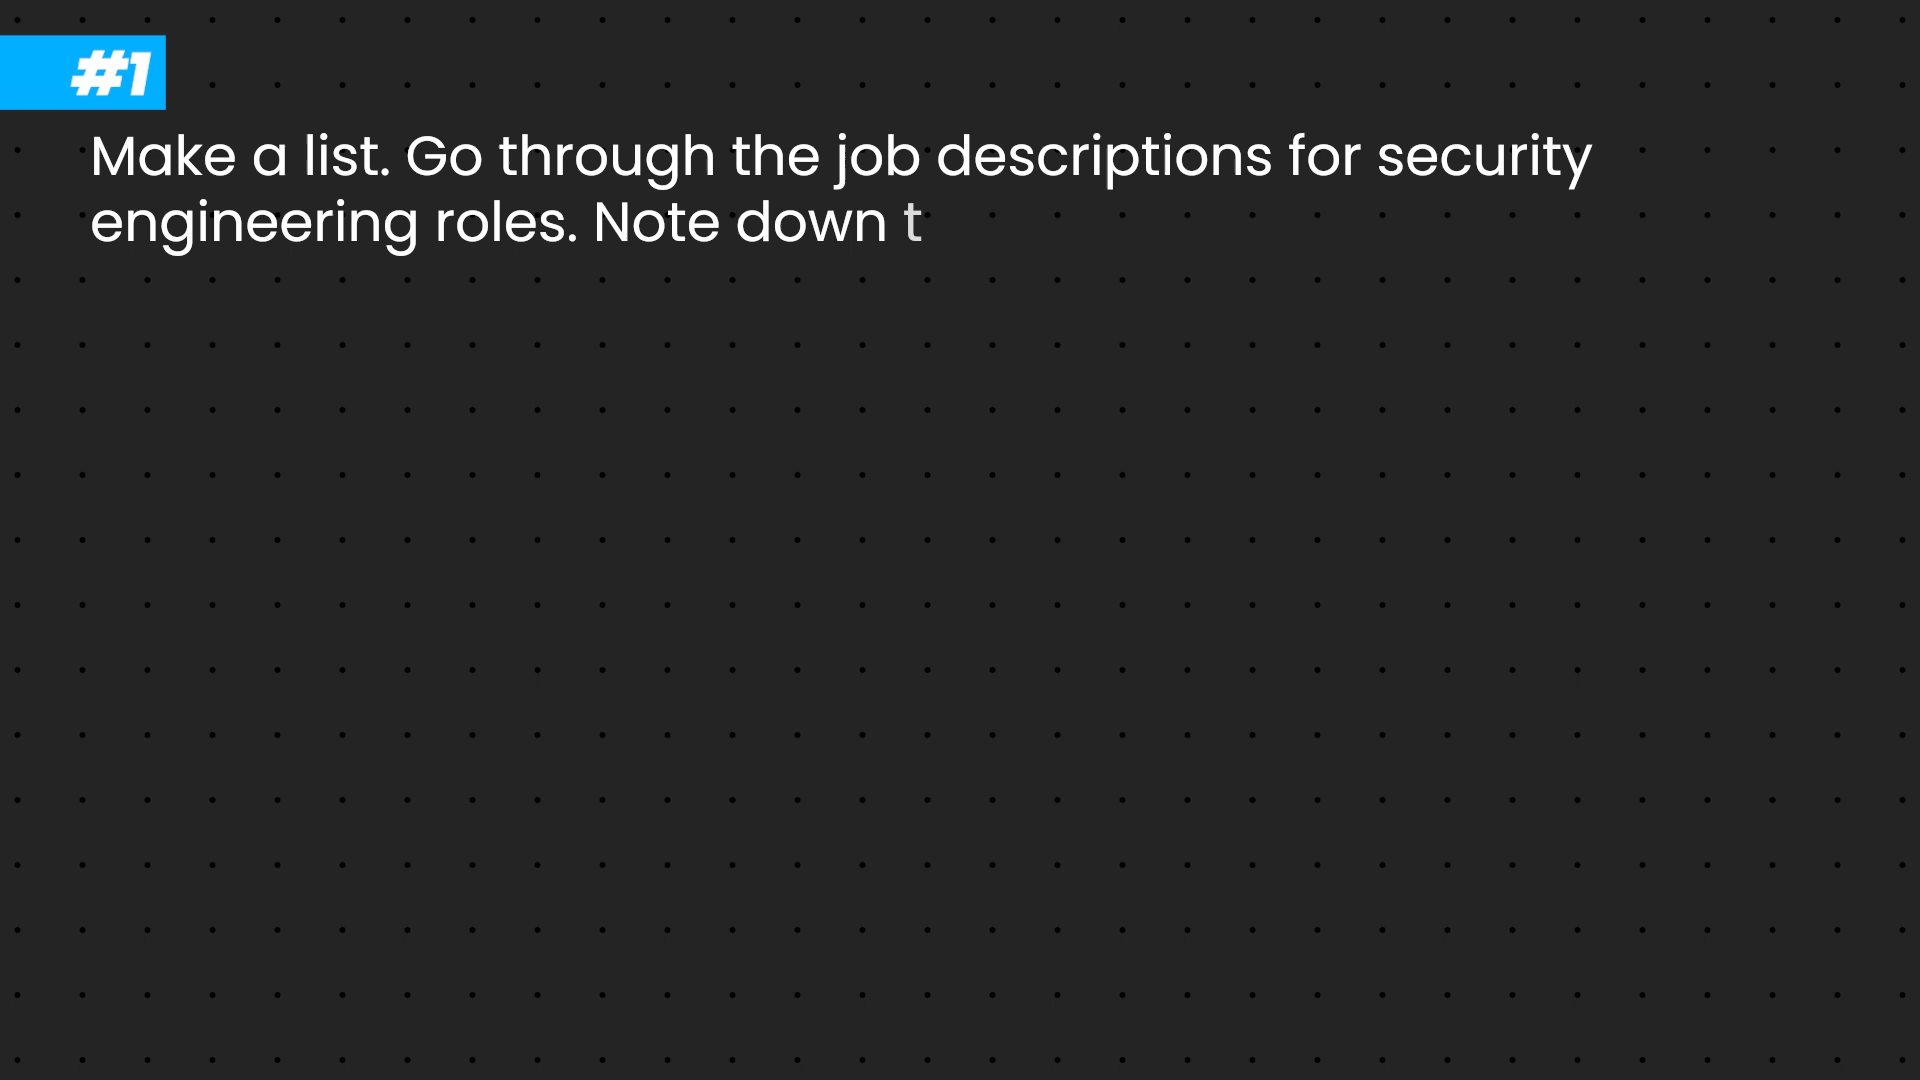 #1
Make a list. Go through the job descriptions for security
engineering roles. Note down t